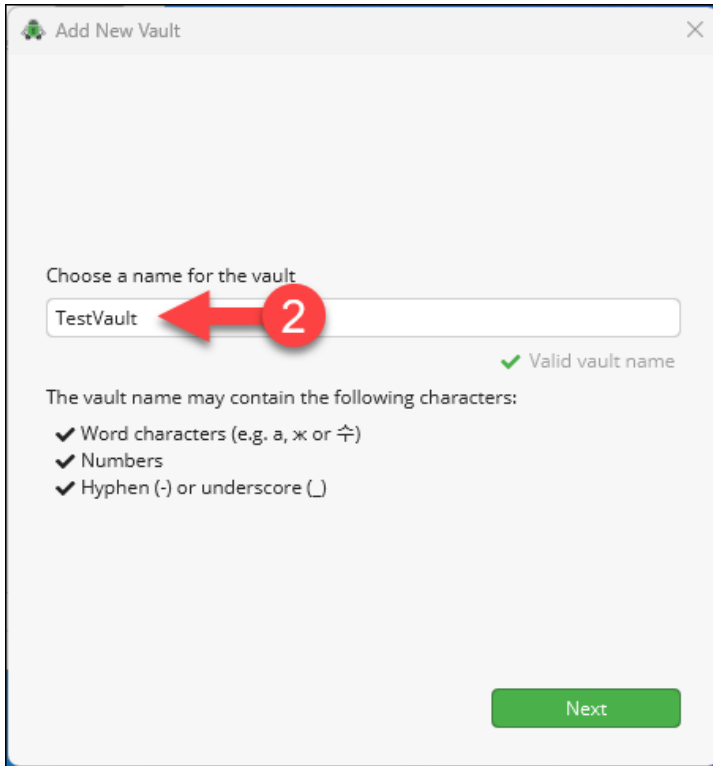 Add New Vault
Choose a name for the vault
TestVault
2
Valid vault name
The vault name may contain the following characters:
Word characters (e.g. a, ж or 수)
Numbers
Hyphen (-) or underscore (_)
Next